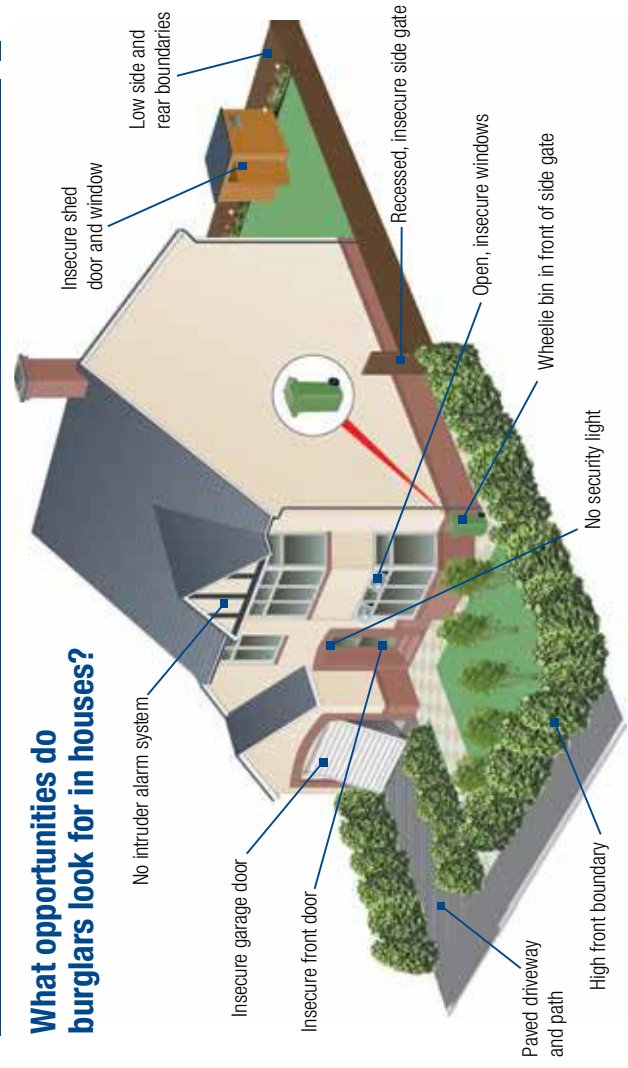 What opportunities do
burglars look for in houses?
No intruder alarm system
Insecure garage door
Insecure front door
Paved driveway
and path
High front boundary
Insecure shed
door and window
Low side and
rear boundaries
Recessed, insecure side gate
Open, insecure windows
Wheelie bin in front of side gate
No security light